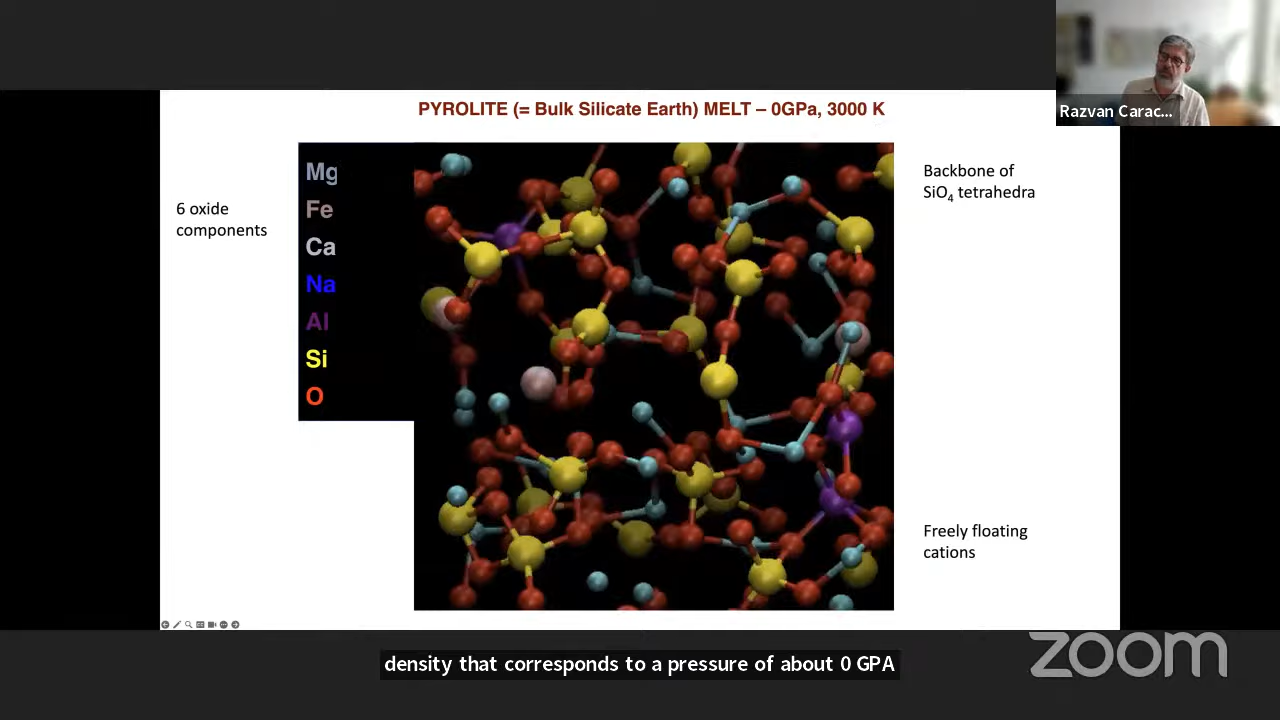 Razvan Carac...
PYROLITE (= Bulk Silicate Earth) MELT – 0GPa, 3000 K
6 oxide
components
Mg
Fe
Ca
Na
Al
Si
O
Backbone of
SiO₄ tetrahedra
Freely floating
cations
density that corresponds to a pressure of about 0 GPA
zoom